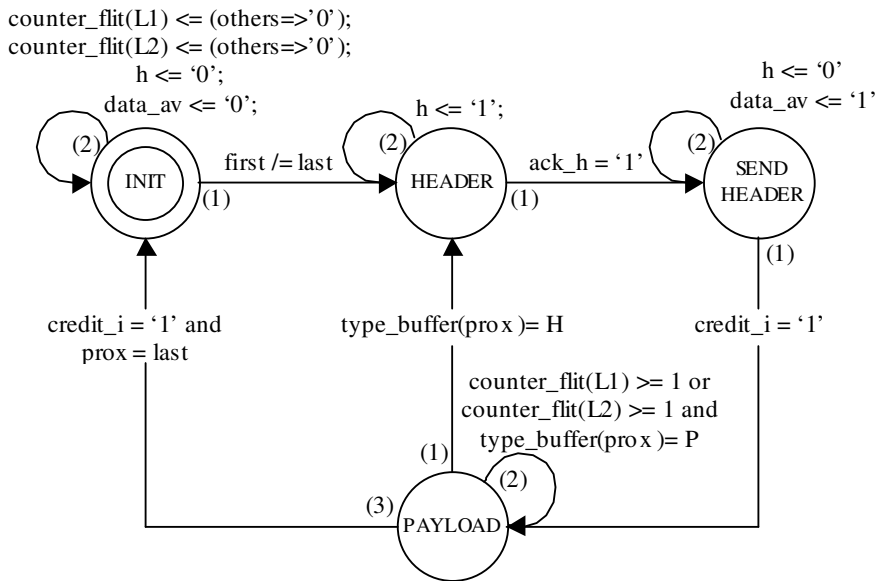 counter_flit(L1) <= (others=>’0’);
counter_flit(L2) <= (others=>’0’);
h <= ‘0’;
data_av <= ‘0’;
(2)
INIT
(1)
first /= last
h <= ‘1’;
(2)
HEADER
(1)
ack_h = ‘1’
h <= ‘0’
data_av <= ‘1’
(2)
SEND
HEADER
(1)
credit_i = ‘1’ and
prox = last
type_buffer(prox )= H
credit_i = ‘1’
counter_flit(L1) >= 1 or
counter_flit(L2) >= 1 and
type_buffer(prox )= P
(1)
(2)
(3)
PAYLOAD